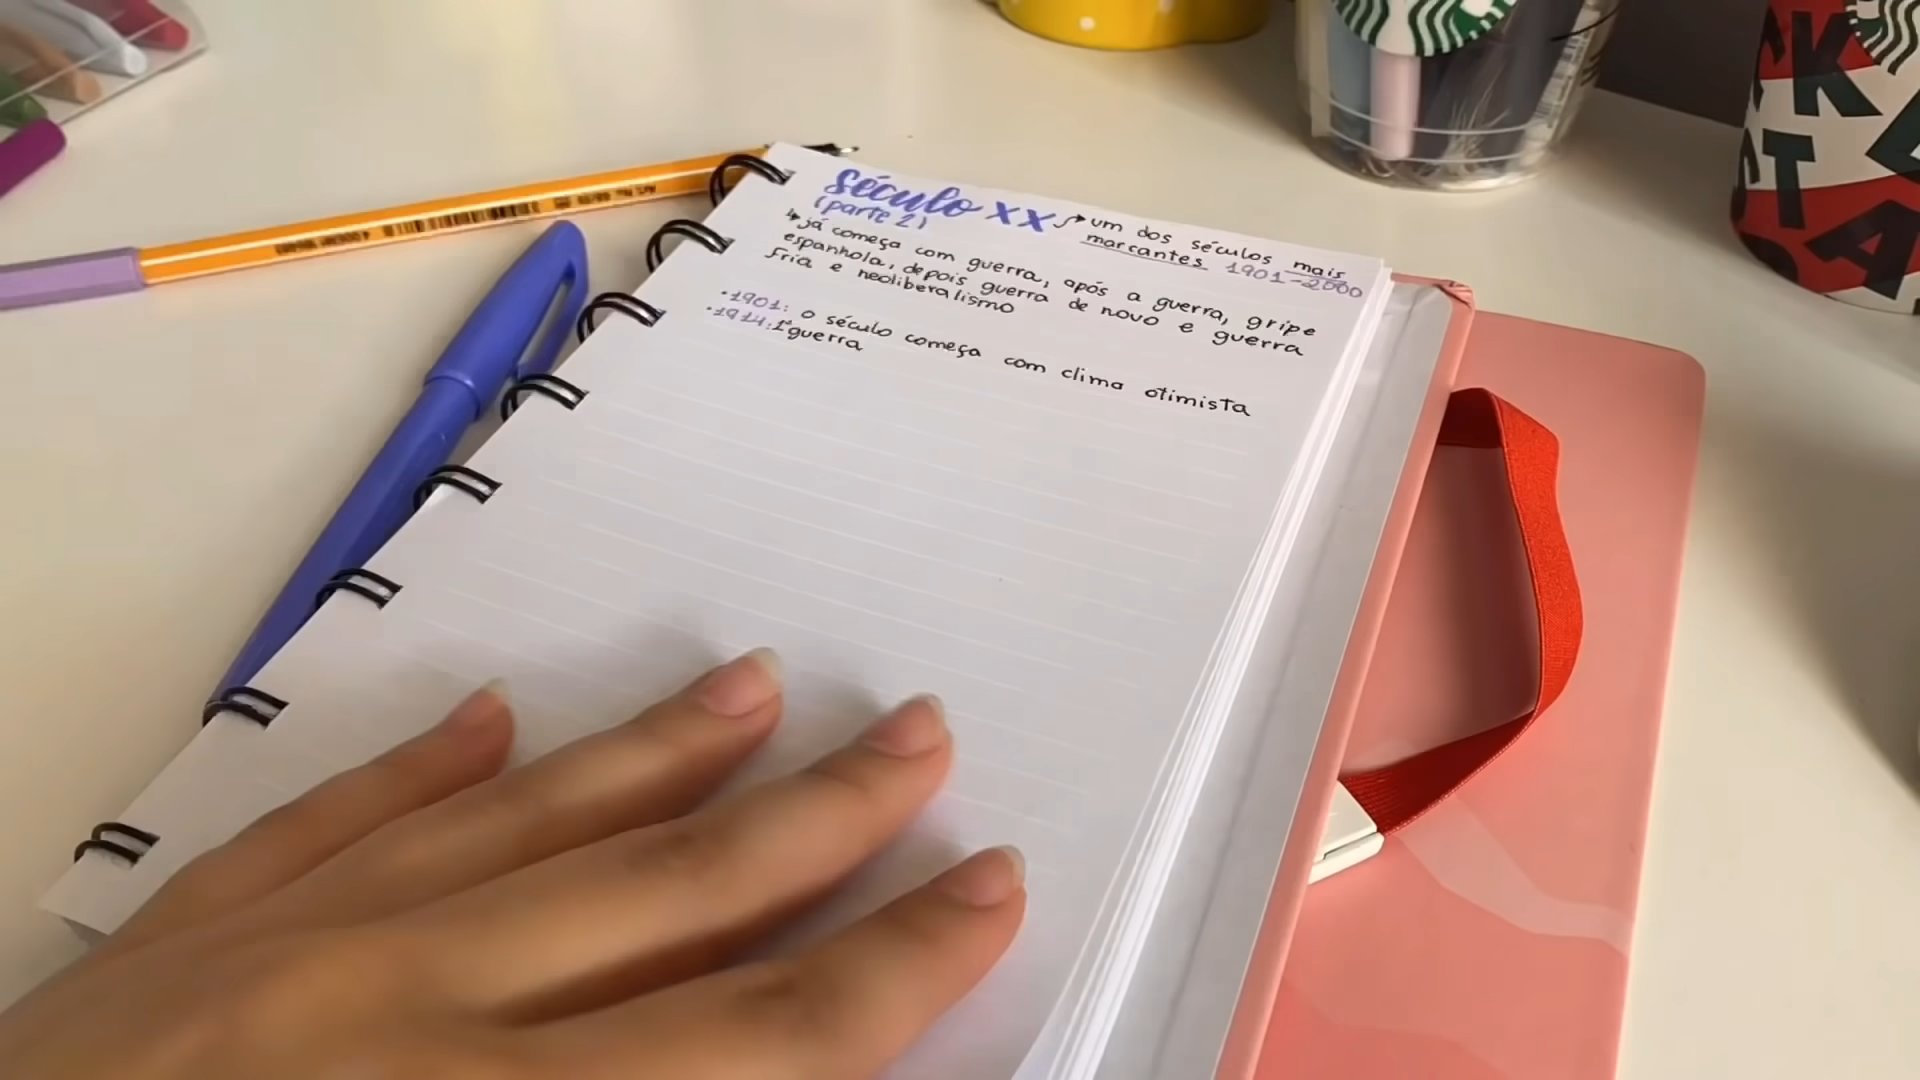 século XX
(parte 2)
um dos séculos mais
marcantes 1901-2000
já começa com guerra, após a guerra, gripe
espanhola, depois guerra de novo e guerra
fria e neoliberalismo
•1901: o século começa com clima otimista
•1914: 1ª guerra